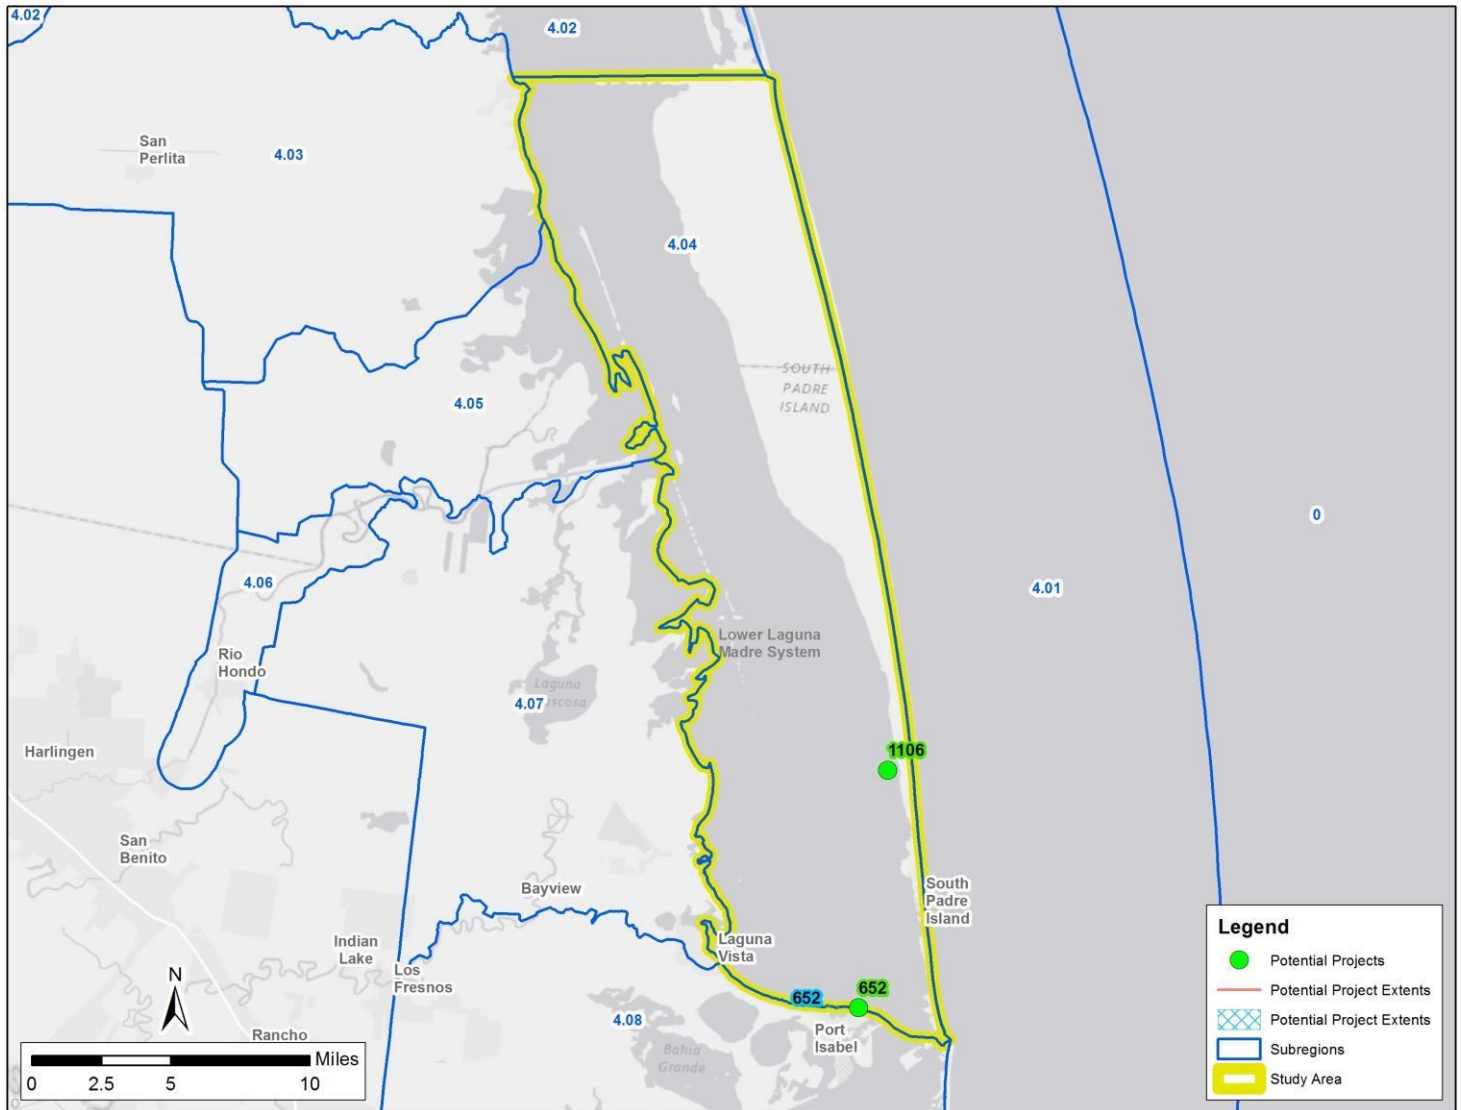 4.02
4.02
San
Perlita
4.03
4.04
SOUTH
PADRE
ISLAND
4.05
0
4.06
4.01
Rio
Hondo
Lower Laguna
Madre System
Laguna
4.07
Harlingen
1106
San
Benito
Bayview
South
Padre
Island
Indian
Lake
Laguna
Vista
Los
Fresnos
652
652
4.08
Port
Isabel
Rancho
Bahia
Grande
N
Miles
0
2.5
5
10
Legend
Potential Projects
Potential Project Extents
Potential Project Extents
Subregions
Study Area